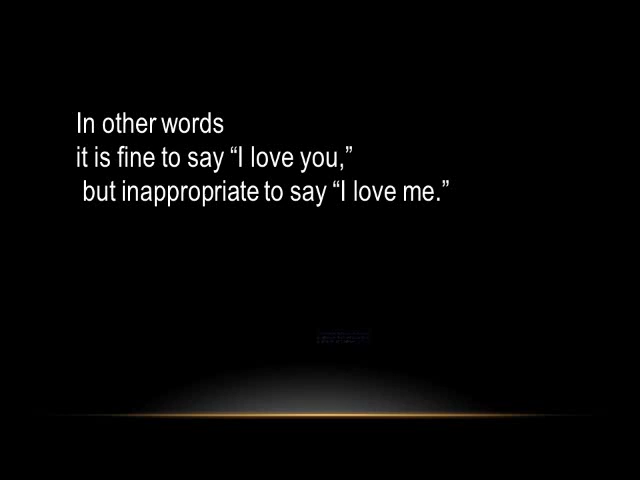 In other words
it is fine to say “I love you,”
but inappropriate to say “I love me.”